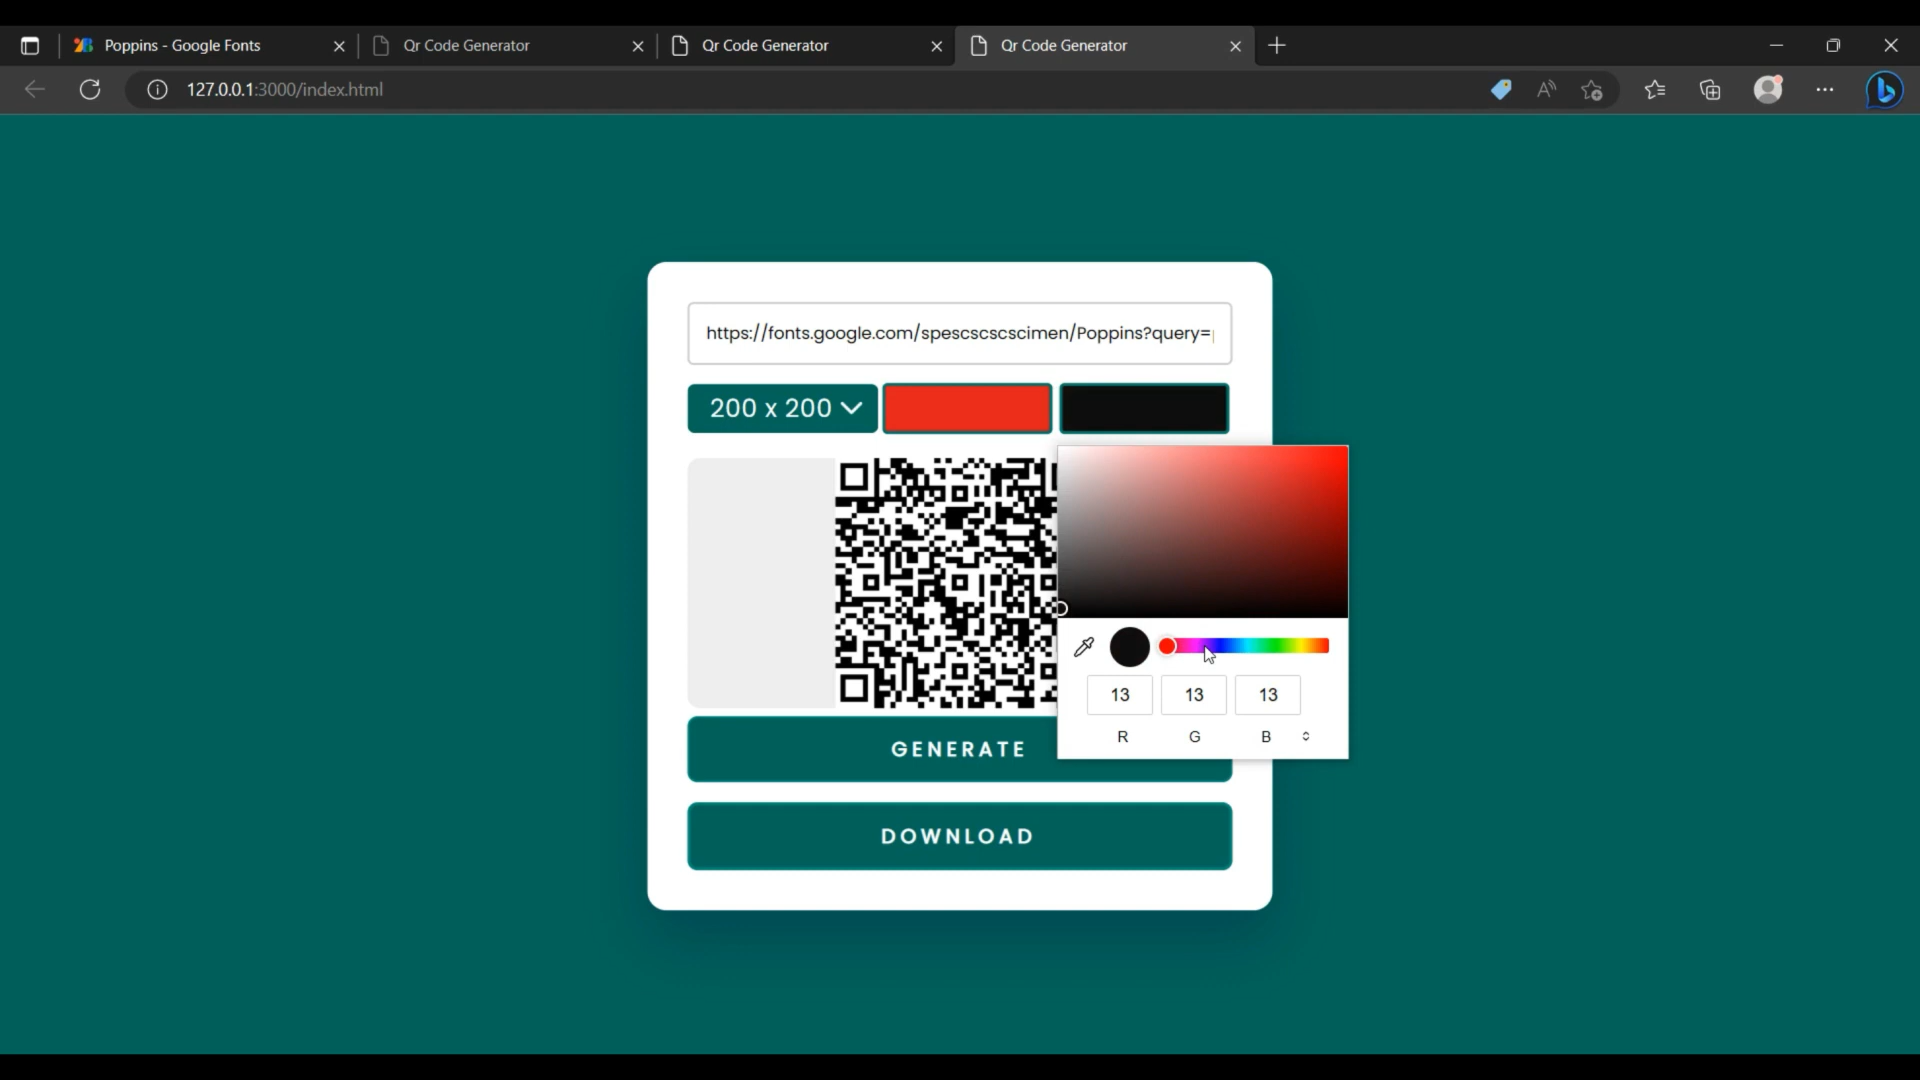 Poppins - Google Fonts
Qr Code Generator
Qr Code Generator
Qr Code Generator
127.0.0.1:3000/index.html
https://fonts.google.com/spescscscscimen/Poppins?query=
200 x 200
13 13 13
R G B
GENERATE
DOWNLOAD